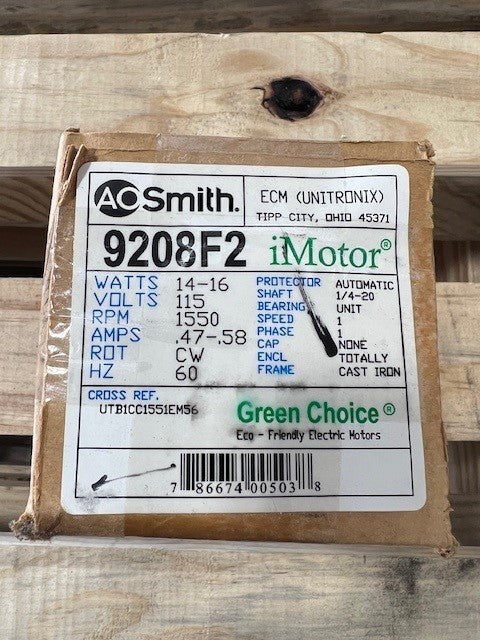 AO Smith.
ECM (UNITRONIX)
TIPP CITY, OHIO 45371
9208F2 iMotor®
WATTS 14-16
VOLTS 115
RPM 1550
AMPS .47-.58
ROT CW
HZ 60
PROTECTOR AUTOMATIC
SHAFT 1/4-20
BEARING UNIT
SPEED 1
PHASE 1
CAP NONE
ENCL TOTALLY
FRAME CAST IRON
CROSS REF.
UTB1CC1551EM56
Green Choice®
Eco - Friendly Electric Motors
7 86674 00503 8